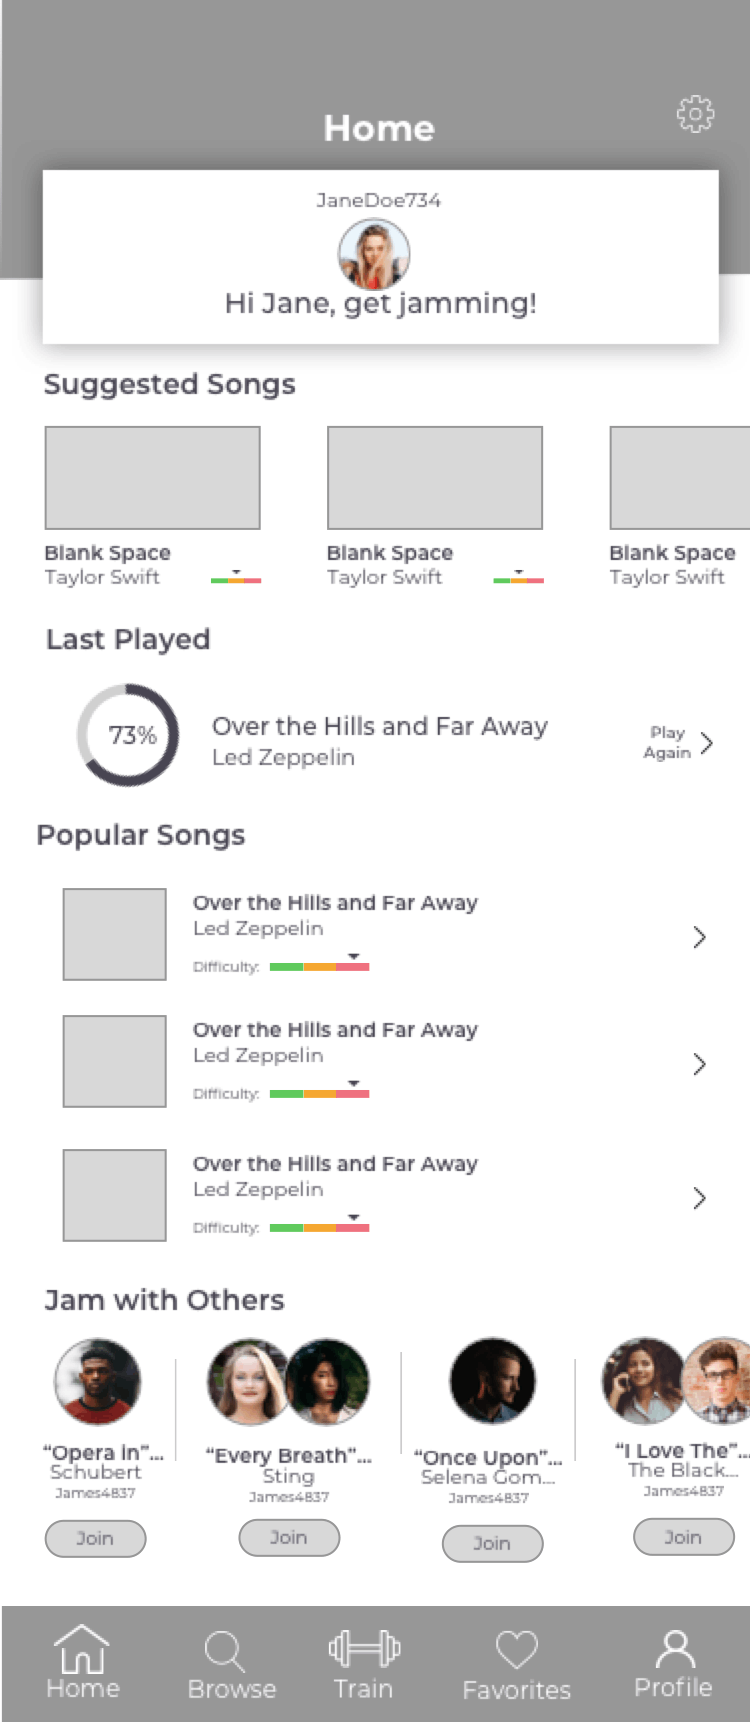 Home
JaneDoe734
Hi Jane, get jamming!
Suggested Songs
Blank Space
Taylor Swift
Blank Space
Taylor Swift
Blank Space
Taylor Swift
Last Played
73%
Over the Hills and Far Away
Led Zeppelin
Play
Again
Popular Songs
Over the Hills and Far Away
Led Zeppelin
Difficulty:
Over the Hills and Far Away
Led Zeppelin
Difficulty:
Over the Hills and Far Away
Led Zeppelin
Difficulty:
Jam with Others
“Opera in”...
Schubert
James4837
Join
“Every Breath”...
Sting
James4837
Join
“Once Upon”...
Selena Gom...
James4837
Join
“I Love The”...
The Black...
James4837
Join
Home
Browse
Train
Favorites
Profile